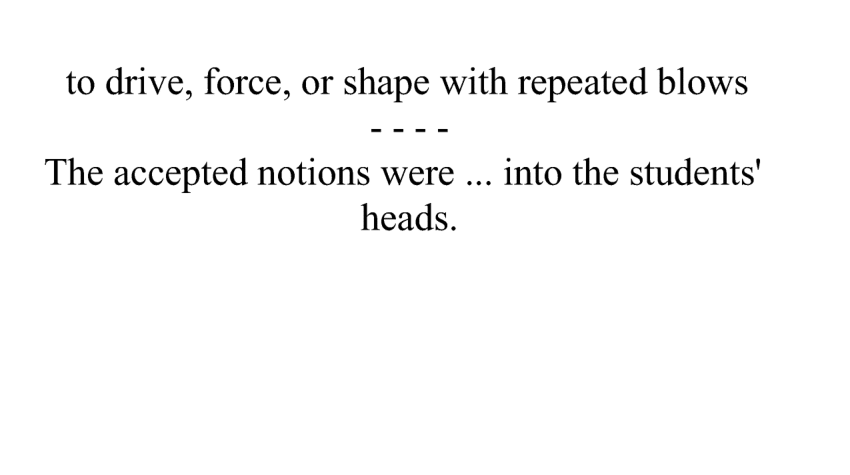 to drive, force, or shape with repeated blows
- - - -
The accepted notions were ... into the students'
heads.